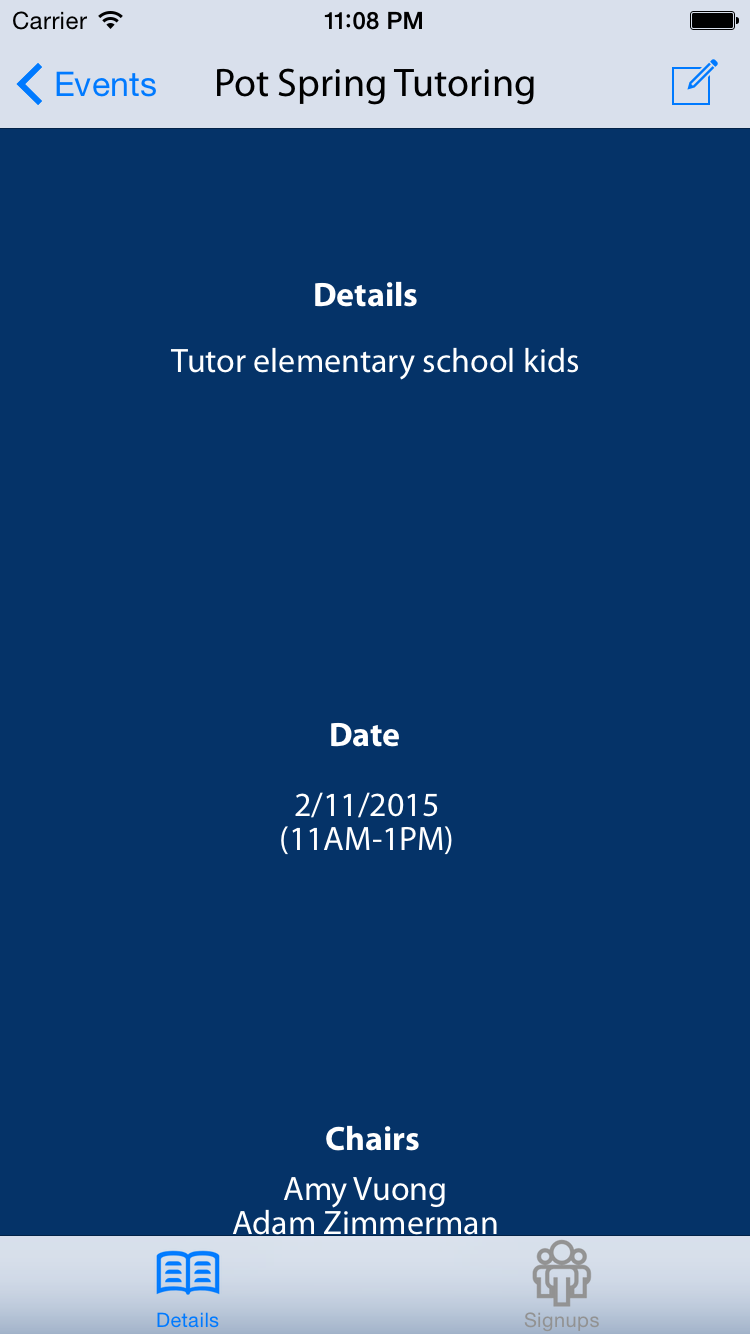 Carrier 11:08 PM
Events Pot Spring Tutoring
Details
Tutor elementary school kids
Date
2/11/2015
(11AM-1PM)
Chairs
Amy Vuong
Adam Zimmerman
Details Signups